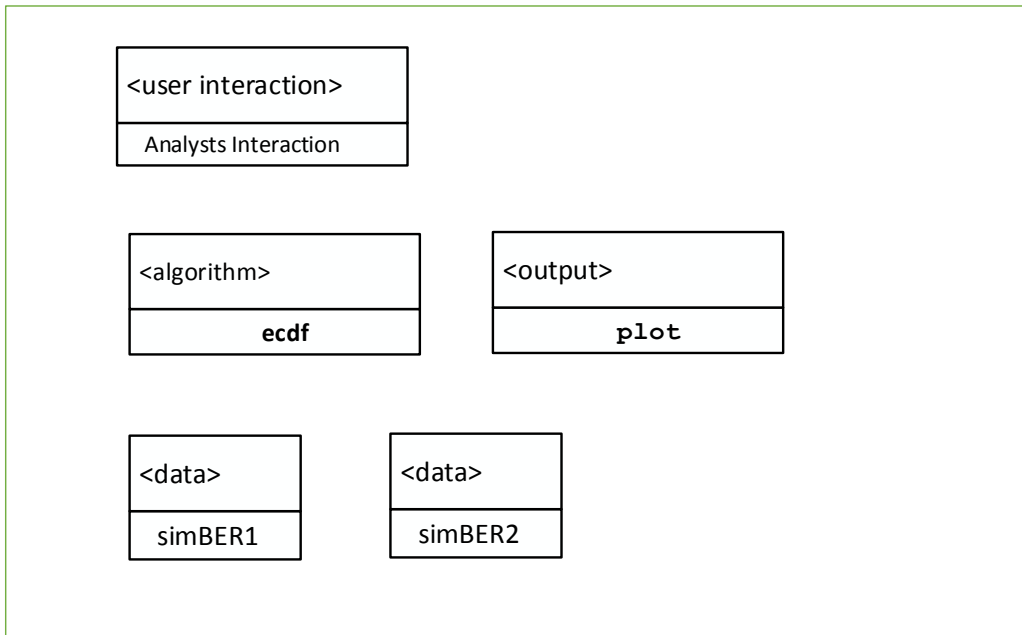 <user interaction>
Analysts Interaction
<algorithm>
ecdf
<output>
plot
<data>
simBER1
<data>
simBER2